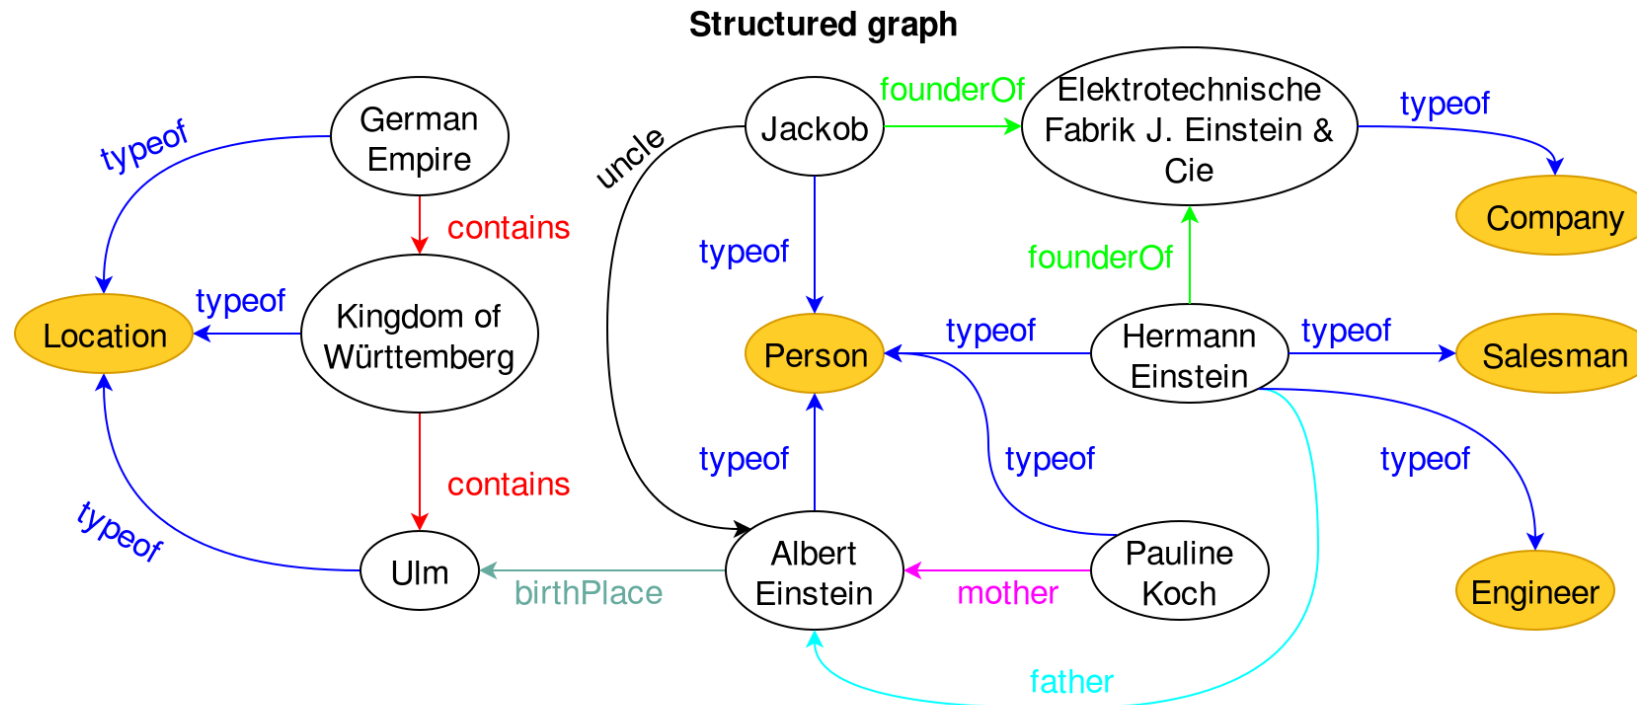 Structured graph
German
Empire
typeof
contains
Location
typeof
Kingdom of
Württemberg
contains
typeof
Ulm
birthPlace
uncle
Jackob
founderOf
Elektrotechnische
Fabrik J. Einstein &
Cie
typeof
Company
typeof
founderOf
Person
typeof
Hermann
Einstein
typeof
Salesman
typeof
typeof
typeof
Albert
Einstein
mother
Pauline
Koch
Engineer
father